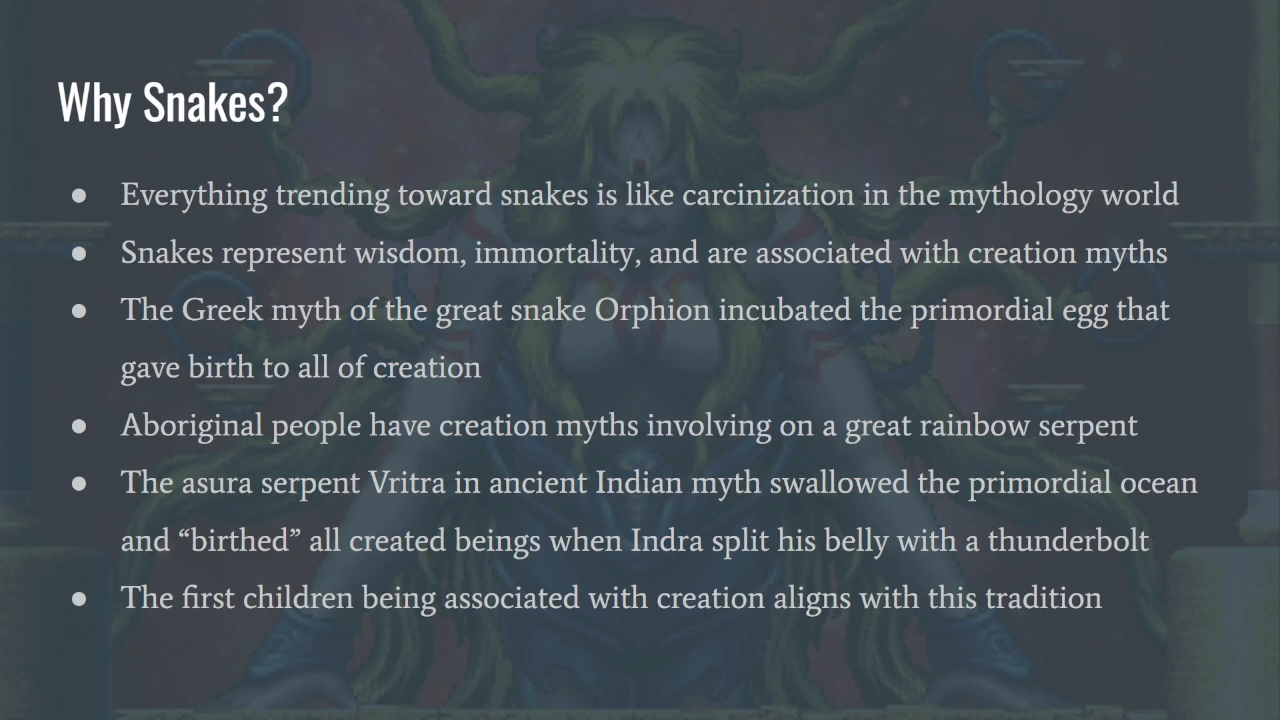 Why Snakes?
● Everything trending toward snakes is like carcinization in the mythology world
● Snakes represent wisdom, immortality, and are associated with creation myths
● The Greek myth of the great snake Orphion incubated the primordial egg that
gave birth to all of creation
● Aboriginal people have creation myths involving on a great rainbow serpent
● The asura serpent Vritra in ancient Indian myth swallowed the primordial ocean
and “birthed” all created beings when Indra split his belly with a thunderbolt
● The first children being associated with creation aligns with this tradition